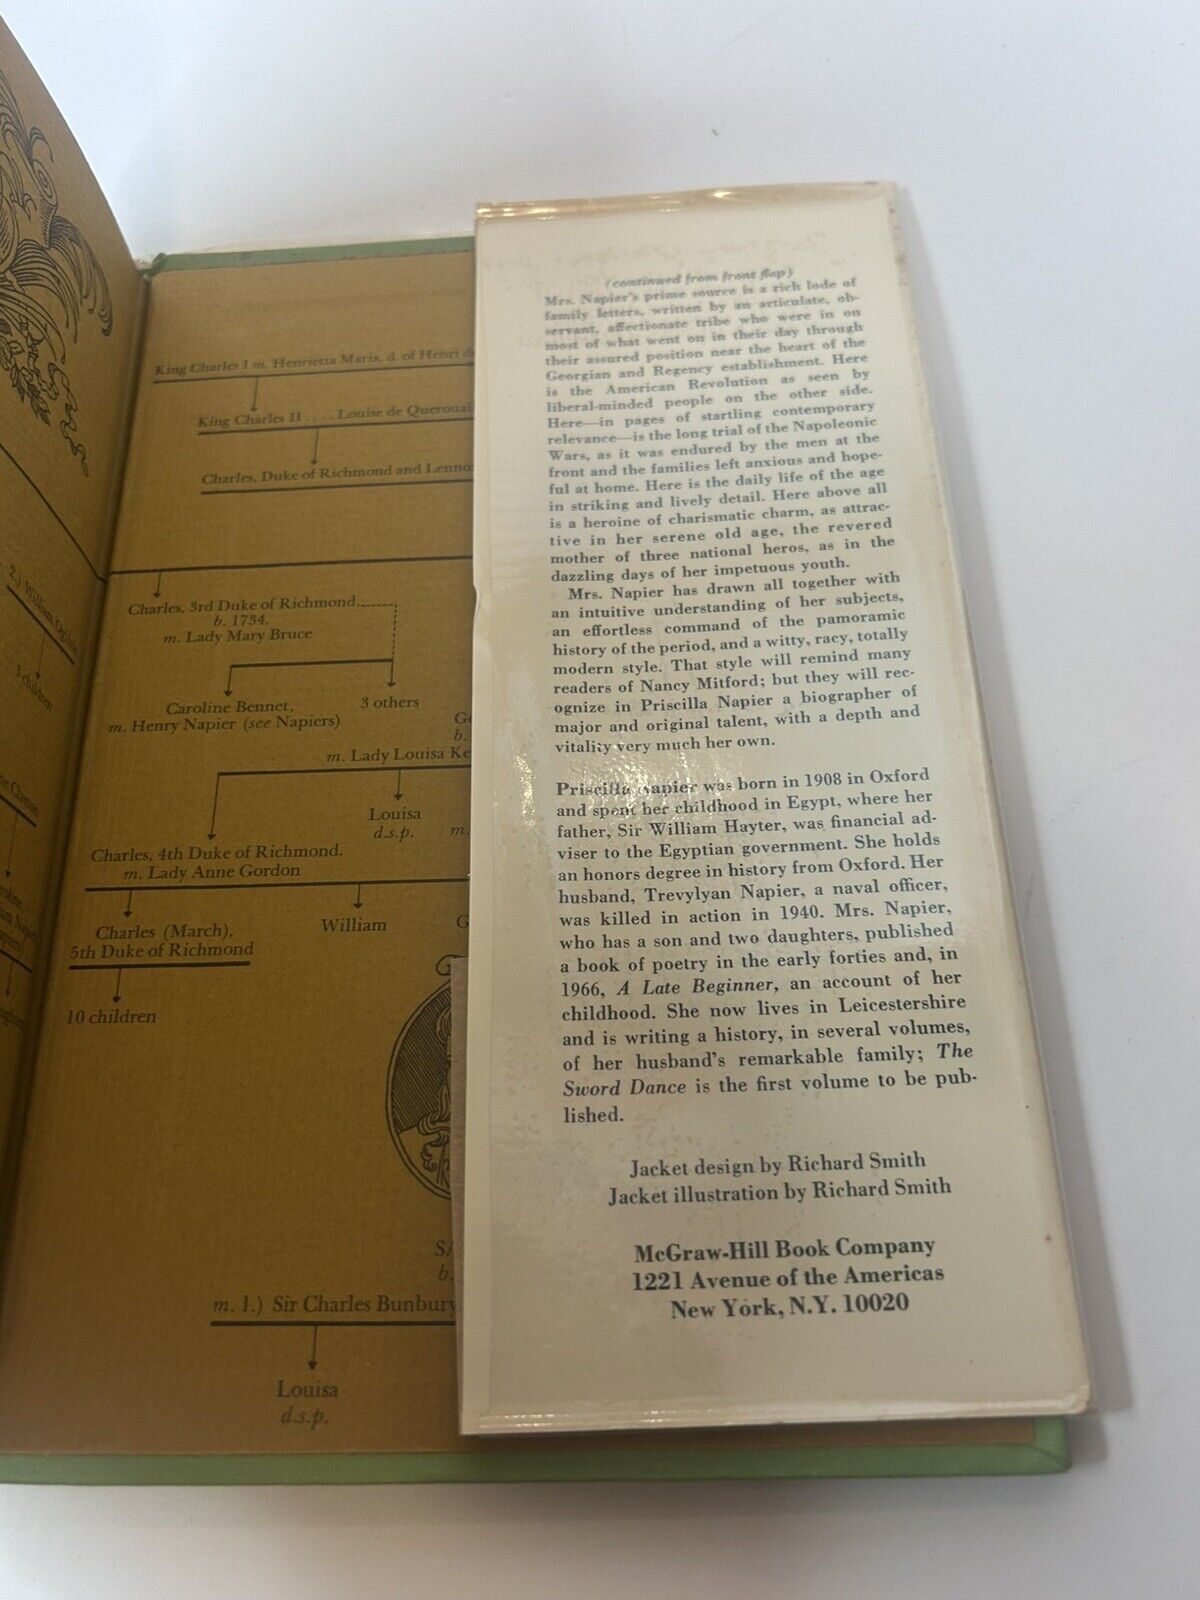 2.) William Ogilvie
3 children
King Charles I m. Henrietta Maria, d. of Henri de
King Charles II .... Louise de Querouai
Charles, Duke of Richmond and Lenno
Charles, 3rd Duke of Richmond
b. 1734,
m. Lady Mary Bruce
Caroline Bennet,
m. Henry Napier (see Napiers)
3 others
b.
m. Lady Louisa Ke
Louisa
d.s.p.
m.
Charles, 4th Duke of Richmond,
m. Lady Anne Gordon
Charles (March),
5th Duke of Richmond
William
G
10 children
SA
b.
m. 1.) Sir Charles Bunbury
Louisa
d.s.p.
(continued from front flap)
Mrs. Napier's prime source is a rich lode of
family letters, written by an articulate, ob-
servant, affectionate tribe who were in on
most of what went on in their day through
their assured position near the heart of the
Georgian and Regency establishment. Here
is the American Revolution as seen by
liberal-minded people on the other side.
Here—in pages of startling contemporary
relevance—is the long trial of the Napoleonic
Wars, as it was endured by the men at the
front and the families left anxious and hope-
ful at home. Here is the daily life of the age
in striking and lively detail. Here above all
is a heroine of charismatic charm, as attrac-
tive in her serene old age, the revered
mother of three national heros, as in the
dazzling days of her impetuous youth.
Mrs. Napier has drawn all together with
an intuitive understanding of her subjects,
an effortless command of the pamoramic
history of the period, and a witty, racy, totally
modern style. That style will remind many
readers of Nancy Mitford; but they will rec-
ognize in Priscilla Napier a biographer of
major and original talent, with a depth and
vitality very much her own.
Priscilla Napier was born in 1908 in Oxford
and spent her childhood in Egypt, where her
father, Sir William Hayter, was financial ad-
viser to the Egyptian government. She holds
an honors degree in history from Oxford. Her
husband, Trevylyan Napier, a naval officer,
was killed in action in 1940. Mrs. Napier,
who has a son and two daughters, published
a book of poetry in the early forties and, in
1966, A Late Beginner, an account of her
childhood. She now lives in Leicestershire
and is writing a history, in several volumes,
of her husband's remarkable family; The
Sword Dance is the first volume to be pub-
lished.
Jacket design by Richard Smith
Jacket illustration by Richard Smith
McGraw-Hill Book Company
1221 Avenue of the Americas
New York, N.Y. 10020